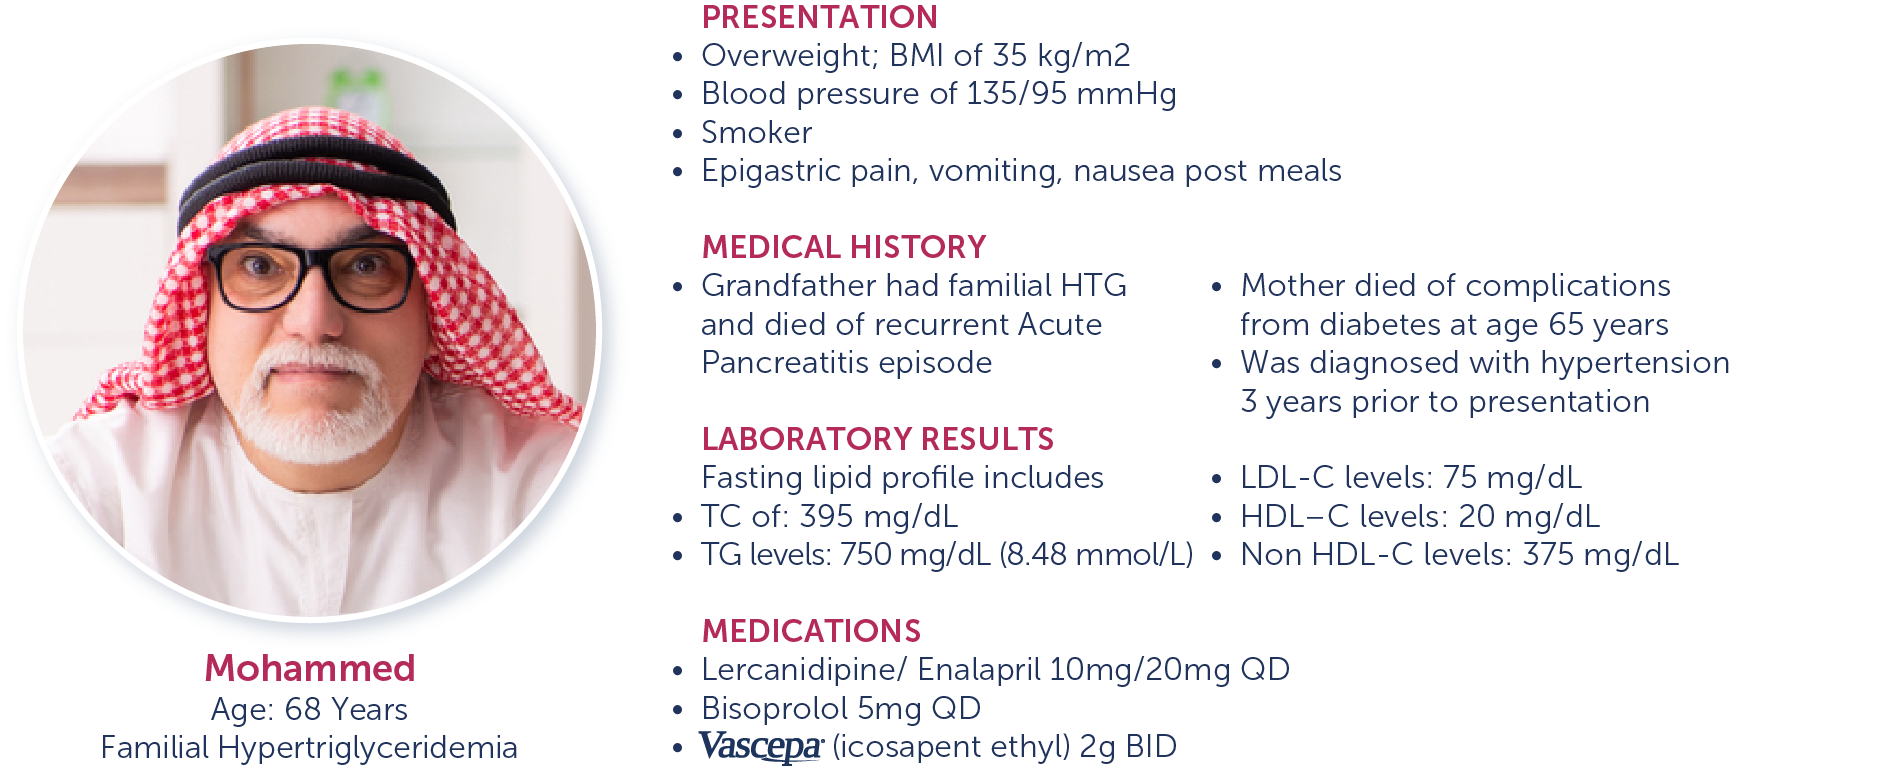 PRESENTATION
• Overweight; BMI of 35 kg/m2
• Blood pressure of 135/95 mmHg
• Smoker
• Epigastric pain, vomiting, nausea post meals
MEDICAL HISTORY
• Grandfather had familial HTG
and died of recurrent Acute
Pancreatitis episode
• Mother died of complications
from diabetes at age 65 years
• Was diagnosed with hypertension
3 years prior to presentation
LABORATORY RESULTS
Fasting lipid profile includes
• TC of: 395 mg/dL
• TG levels: 750 mg/dL (8.48 mmol/L)
• LDL-C levels: 75 mg/dL
• HDL–C levels: 20 mg/dL
• Non HDL-C levels: 375 mg/dL
MEDICATIONS
• Lercanidipine/ Enalapril 10mg/20mg QD
• Bisoprolol 5mg QD
• Vascepa (icosapent ethyl) 2g BID
Mohammed
Age: 68 Years
Familial Hypertriglyceridemia